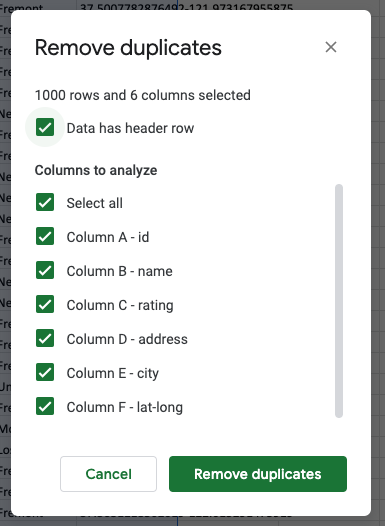 Fremont 37.5007782876492-121.973167955875
Remove duplicates
1000 rows and 6 columns selected
Data has header row
Columns to analyze
Select all
Column A - id
Column B - name
Column C - rating
Column D - address
Column E - city
Column F - lat-long
Cancel
Remove duplicates